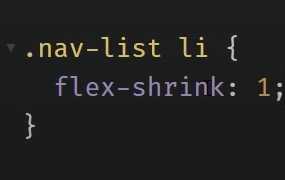 .nav-list li {
flex-shrink: 1;
}